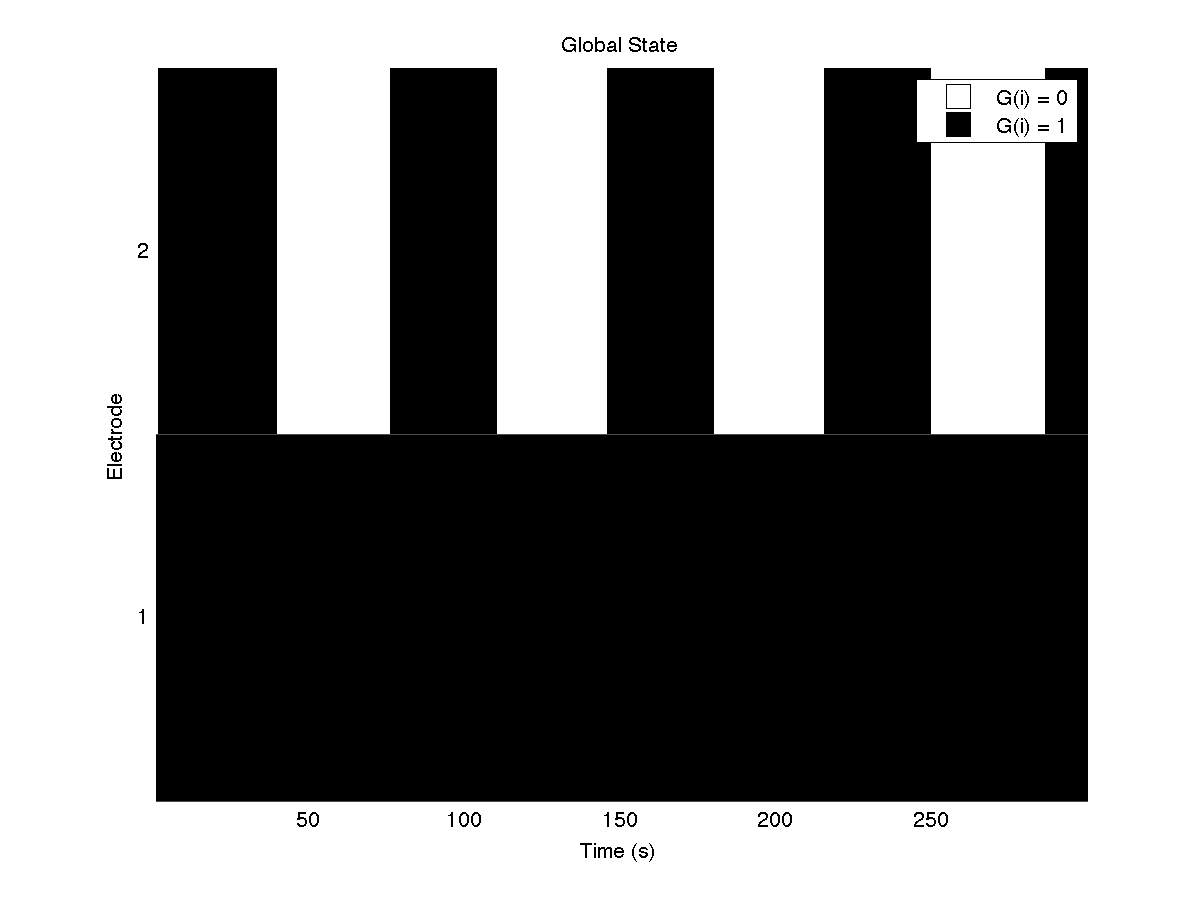 Global State
G(i) = 0
G(i) = 1
2
Electrode
1
50 100 150 200 250
Time (s)